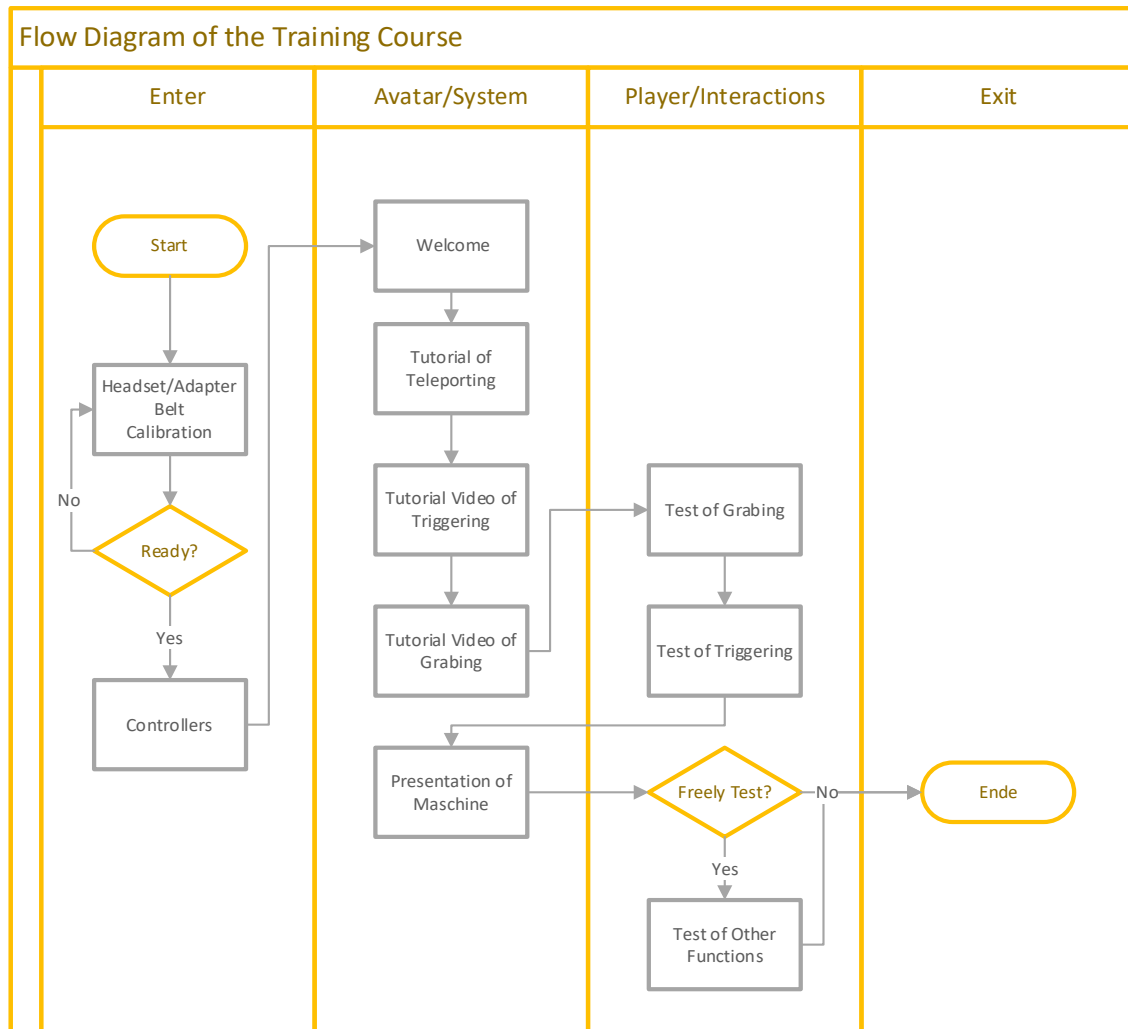 Flow Diagram of the Training Course
Enter
Avatar/System
Player/Interactions
Exit
Start
Headset/Adapter
Belt
Calibration
No
Ready?
Yes
Controllers
Welcome
Tutorial of
Teleporting
Tutorial Video of
Triggering
Tutorial Video of
Grabing
Presentation of
Maschine
Test of Grabing
Test of Triggering
Freely Test?
No
Yes
Test of Other
Functions
Ende